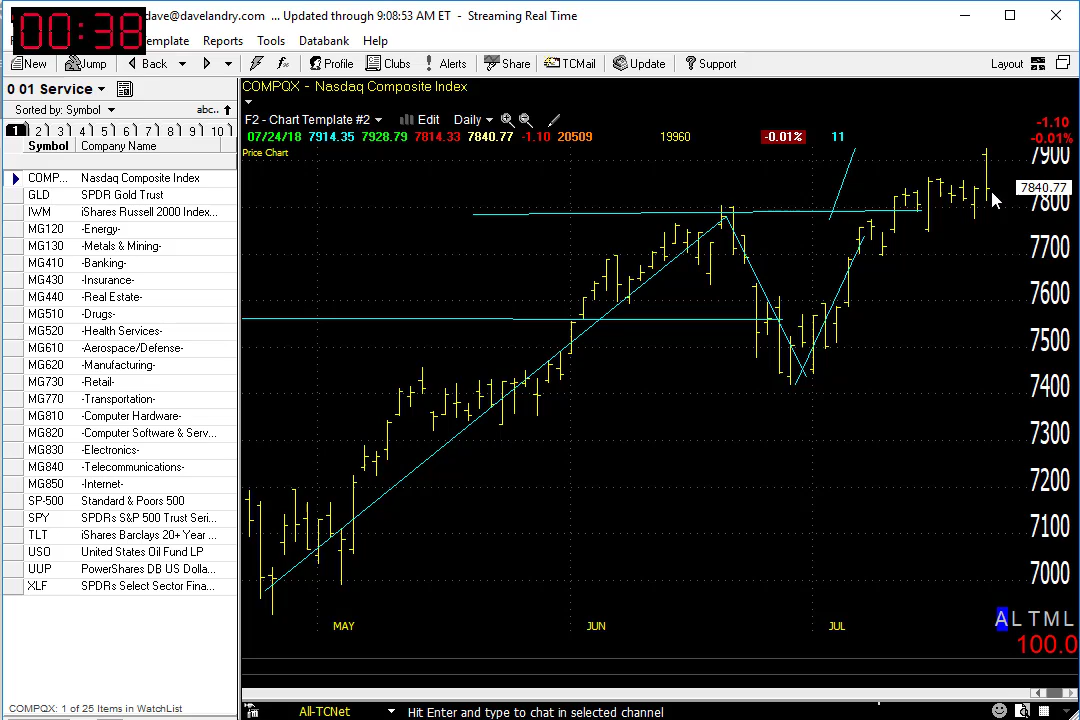 00:38
dave@davelandry.com ... Updated through 9:08:53 AM ET - Streaming Real Time
emplate Reports Tools Databank Help
New Jump Back Profile Clubs Alerts Share TCMail Update Support Layout
0 01 Service
Sorted by: Symbol abc..
1 2 3 4 5 6 7 8 9 10
Symbol Company Name
COMP... Nasdaq Composite Index
GLD SPDR Gold Trust
IWM iShares Russell 2000 Index...
MG120 -Energy-
MG130 -Metals & Mining-
MG410 -Banking-
MG430 -Insurance-
MG440 -Real Estate-
MG510 -Drugs-
MG520 -Health Services-
MG610 -Aerospace/Defense-
MG620 -Manufacturing-
MG730 -Retail-
MG770 -Transportation-
MG810 -Computer Hardware-
MG820 -Computer Software & Serv...
MG830 -Electronics-
MG840 -Telecommunications-
MG850 -Internet-
SP-500 Standard & Poors 500
SPY SPDRs S&P 500 Trust Seri...
TLT iShares Barclays 20+ Year ...
USO United States Oil Fund LP
UUP PowerShares DB US Dolla...
XLF SPDRs Select Sector Fina...
COMPQX: 1 of 25 Items in WatchList
COMPQX - Nasdaq Composite Index
F2 - Chart Template #2 Edit Daily
07/24/18 7914.35 7928.79 7814.33 7840.77 -1.10 20509 19960 -0.01% 11
-1.10
-0.01%
Price Chart
7900
7840.77
7800
7700
7600
7500
7400
7300
7200
7100
7000
MAY JUN JUL
A L T M L
100.0
All-TCNet Hit Enter and type to chat in selected channel